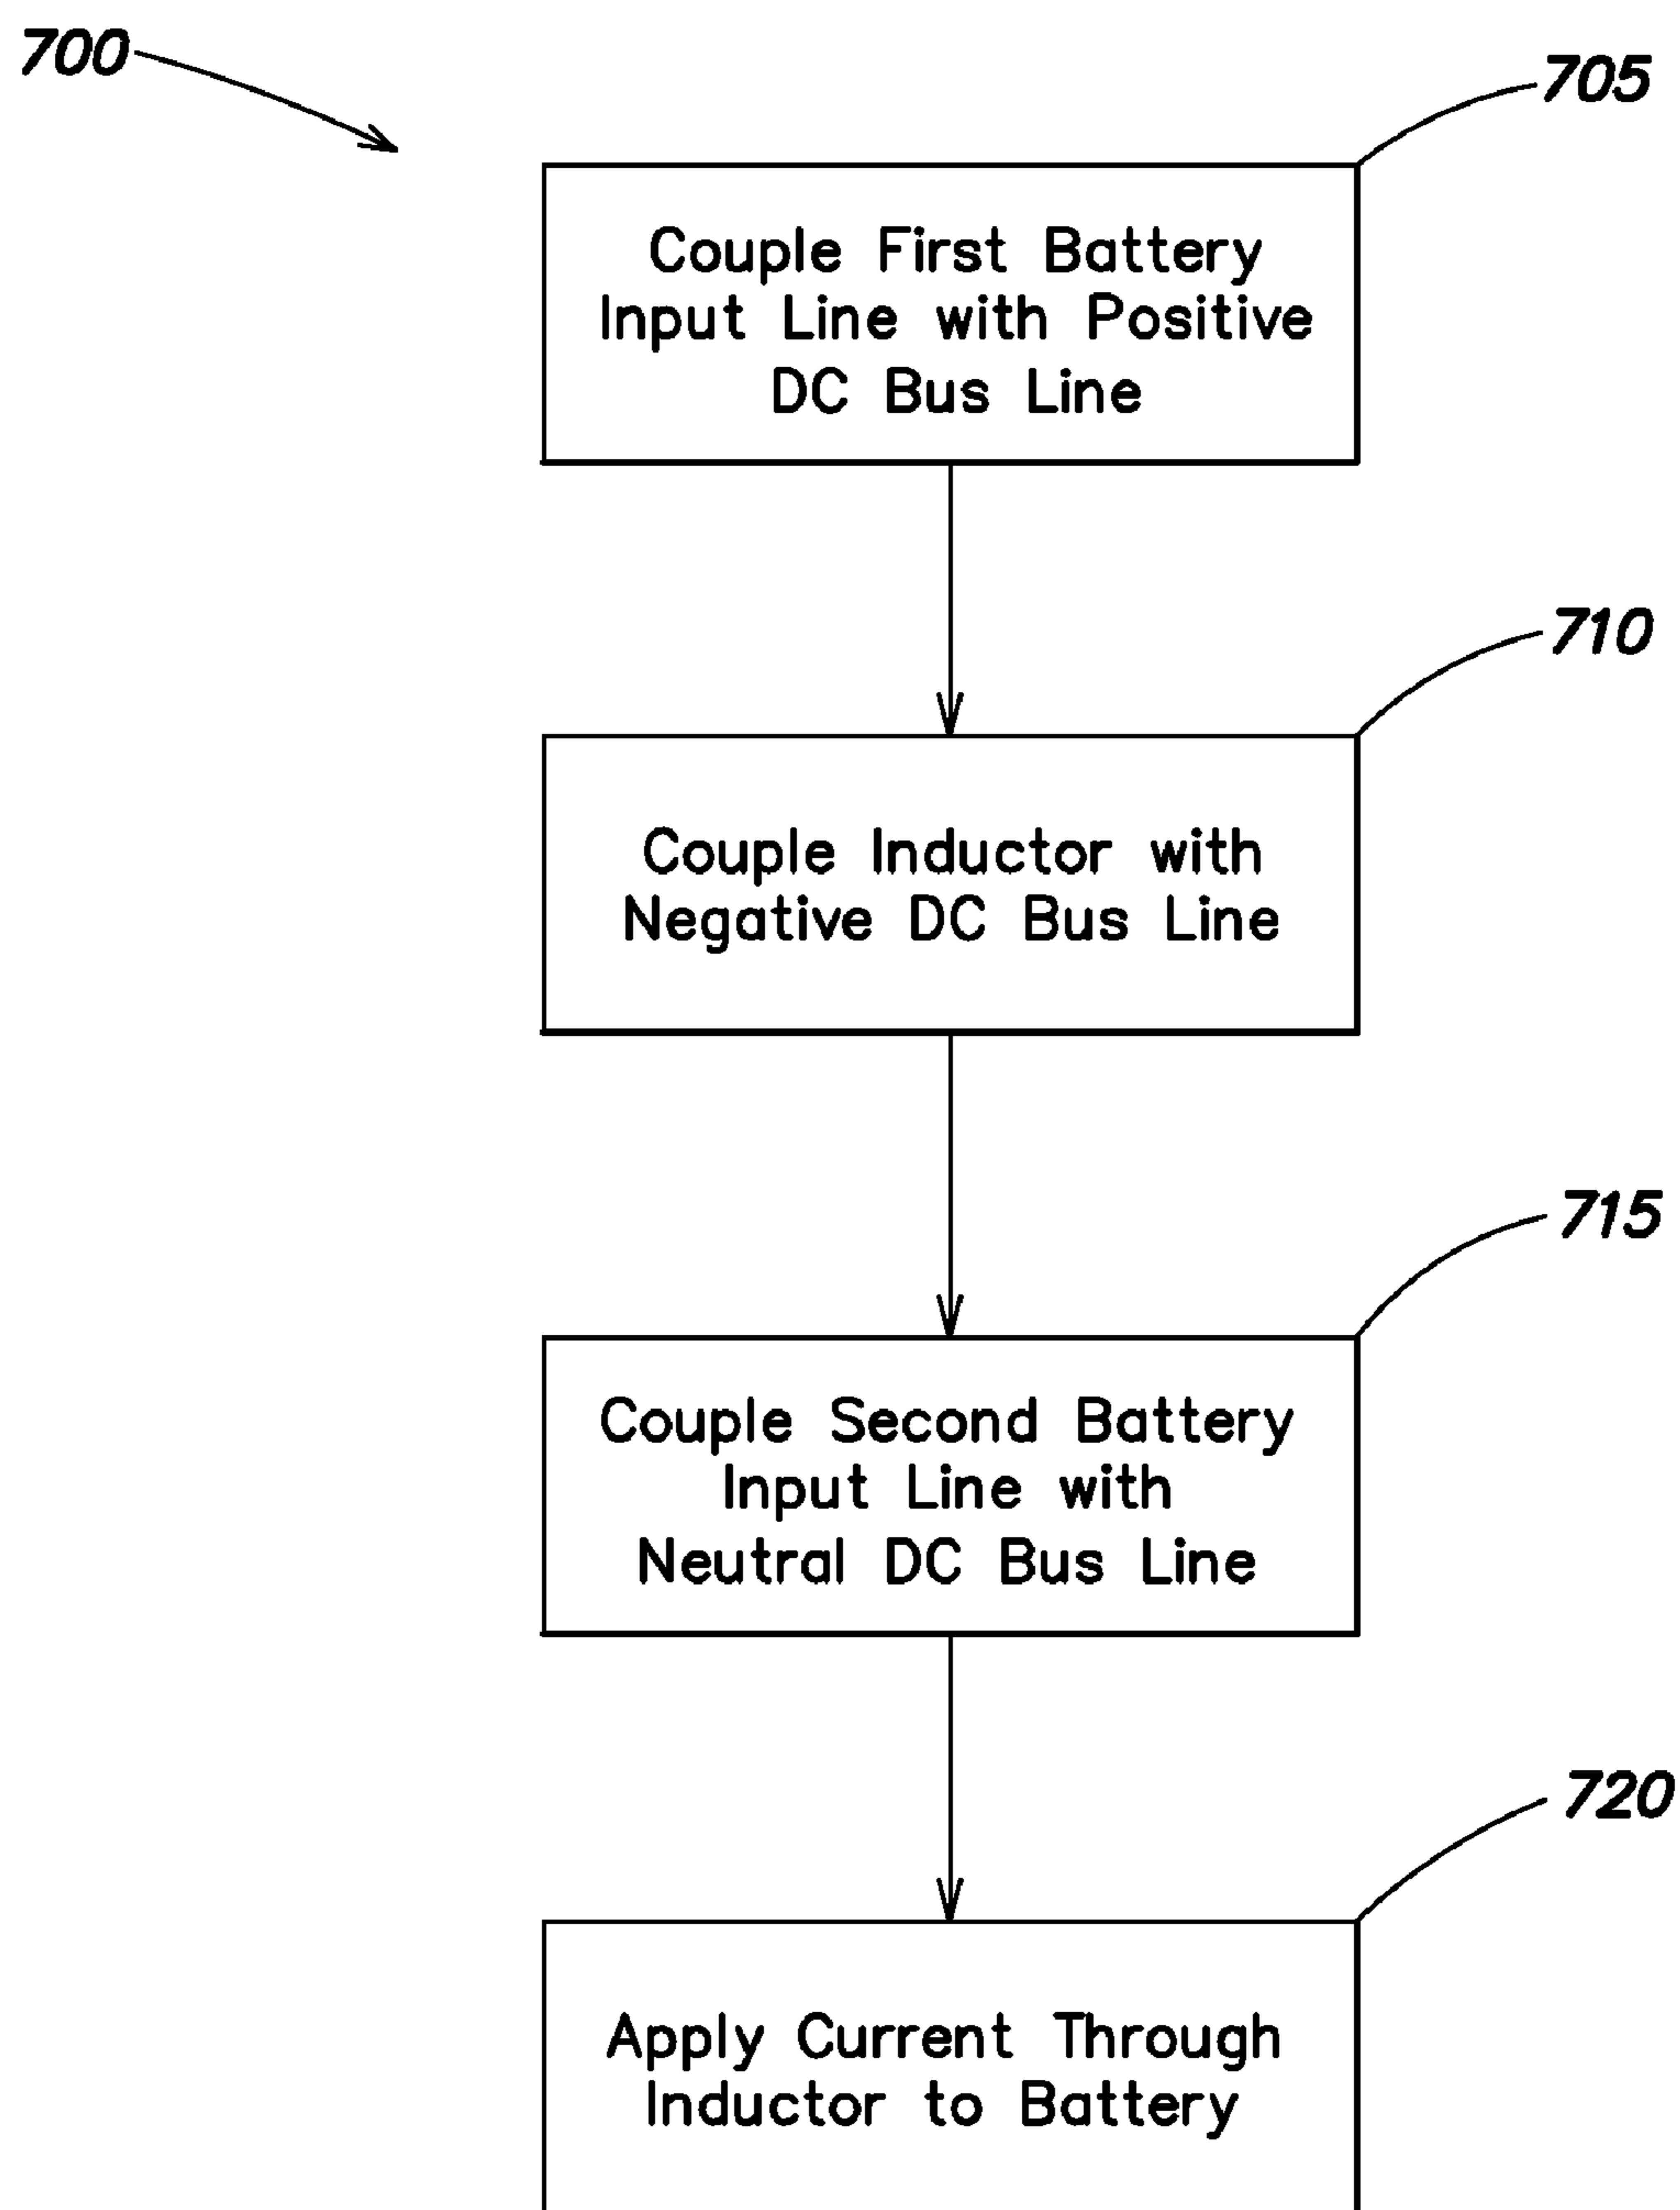 700
705
Couple First Battery
Input Line with Positive
DC Bus Line
710
Couple Inductor with
Negative DC Bus Line
715
Couple Second Battery
Input Line with
Neutral DC Bus Line
720
Apply Current Through
Inductor to Battery